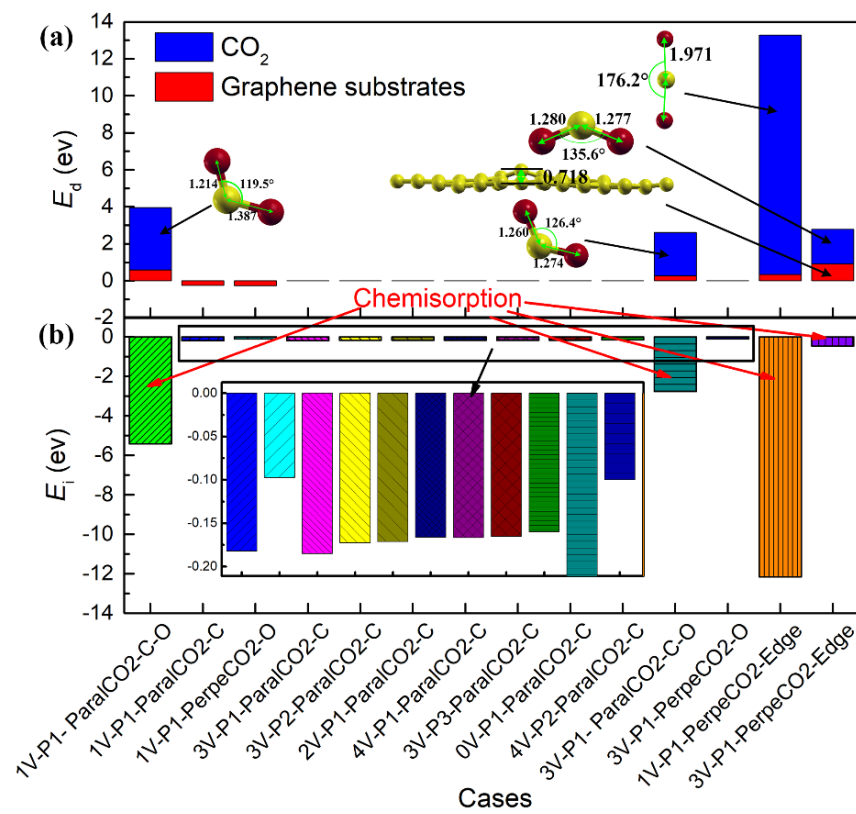 (a)
CO2
Graphene substrates
14
12
10
8
6
4
2
0
-2
Ed (ev)
1.971
176.2°
1.280
1.277
135.6°
0.718
1.214
119.5°
1.387
1.260
126.4°
1.274
Chemisorption
(b)
0
-2
-4
-6
-8
-10
-12
-14
Ei (ev)
0.00
-0.05
-0.10
-0.15
-0.20
1V-P1- ParalCO2-C-O
1V-P1-ParalCO2-C
1V-P1-PerpeCO2-O
3V-P1-ParalCO2-C
3V-P2-ParalCO2-C
2V-P1-ParalCO2-C
4V-P1-ParalCO2-C
3V-P3-ParalCO2-C
0V-P1-ParalCO2-C
4V-P2-ParalCO2-C
3V-P1- ParalCO2-C-O
3V-P1-PerpeCO2-O
1V-P1-PerpeCO2-Edge
3V-P1-PerpeCO2-Edge
Cases